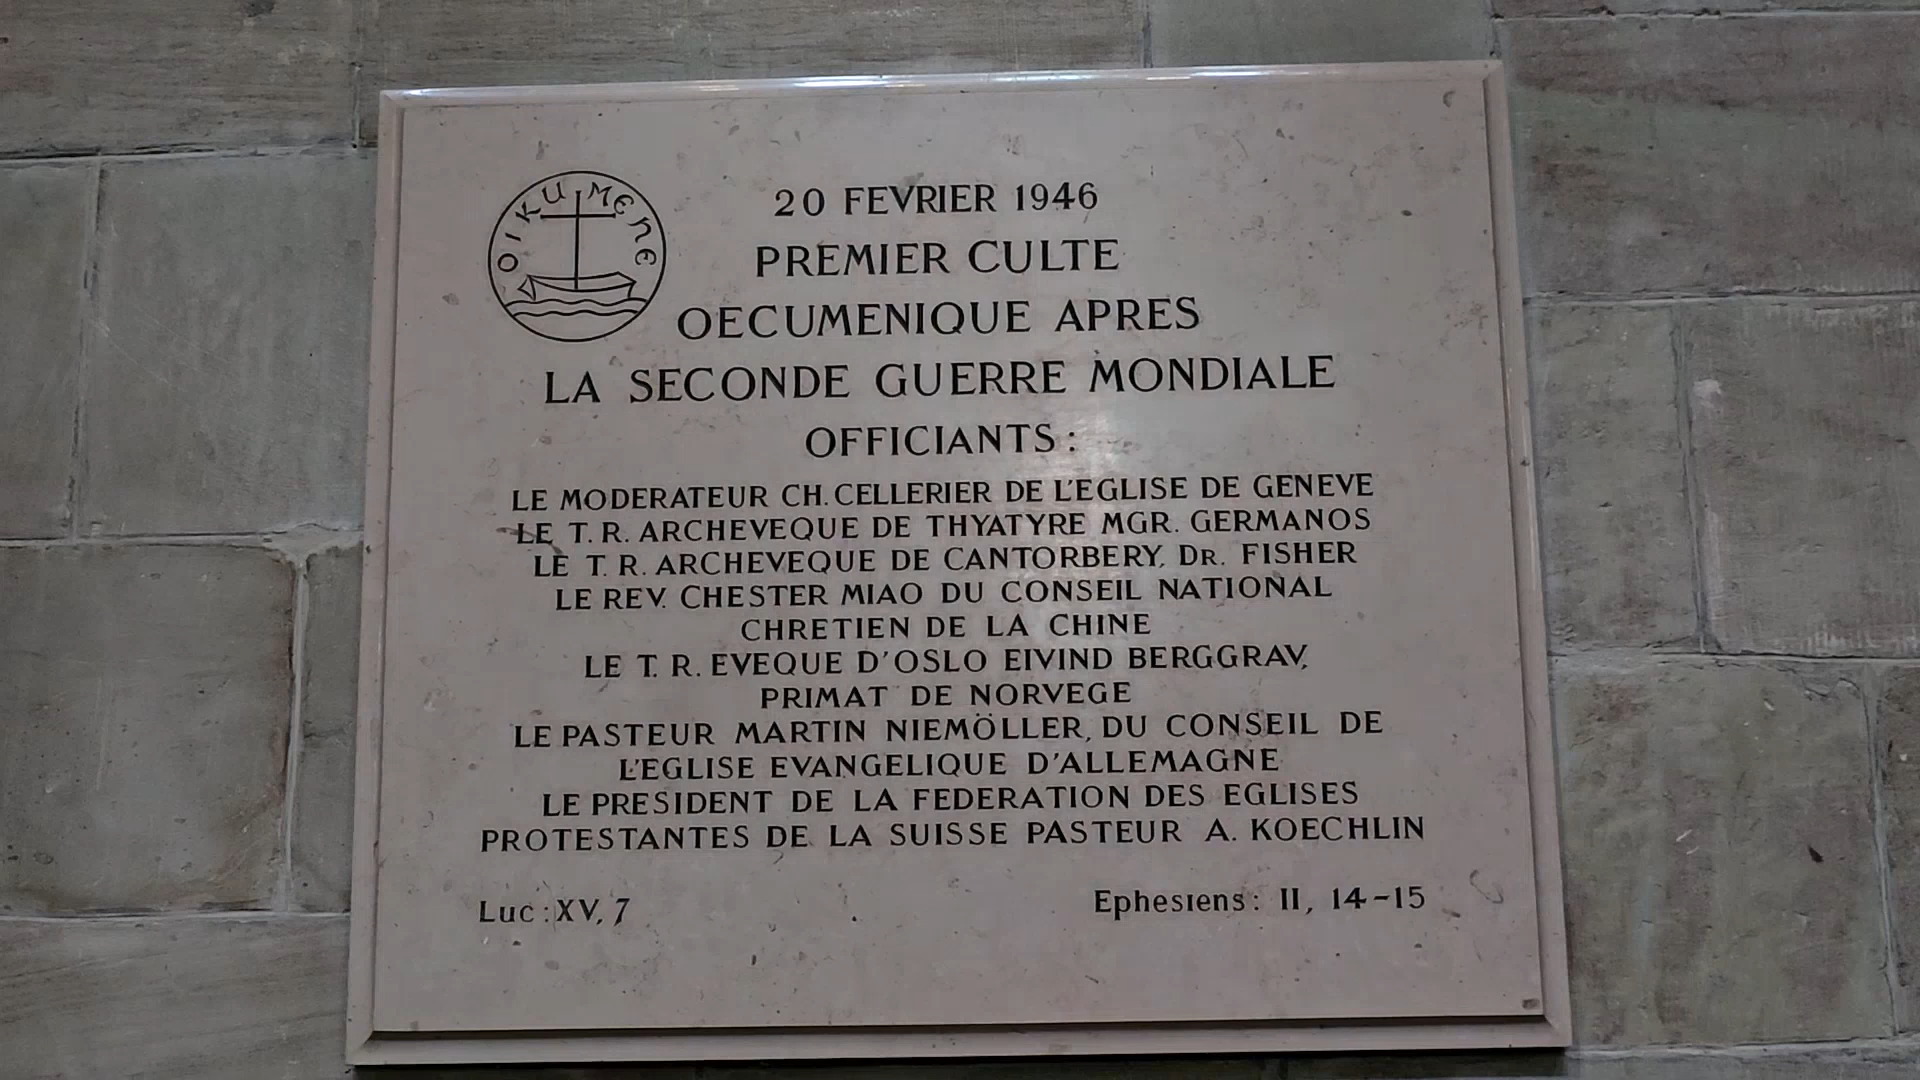 OIKUMENE
20 FEVRIER 1946
PREMIER CULTE
OECUMENIQUE APRES
LA SECONDE GUERRE MONDIALE
OFFICIANTS :
LE MODERATEUR CH. CELLERIER DE L'EGLISE DE GENEVE
LE T. R. ARCHEVEQUE DE THYATYRE MGR. GERMANOS
LE T. R. ARCHEVEQUE DE CANTORBERY, DR. FISHER
LE REV. CHESTER MIAO DU CONSEIL NATIONAL
CHRETIEN DE LA CHINE
LE T. R. EVEQUE D'OSLO EIVIND BERGGRAV,
PRIMAT DE NORVEGE
LE PASTEUR MARTIN NIEMÖLLER, DU CONSEIL DE
L'EGLISE EVANGELIQUE D'ALLEMAGNE
LE PRESIDENT DE LA FEDERATION DES EGLISES
PROTESTANTES DE LA SUISSE PASTEUR A. KOECHLIN
Luc : XV, 7
Ephesiens : II, 14-15